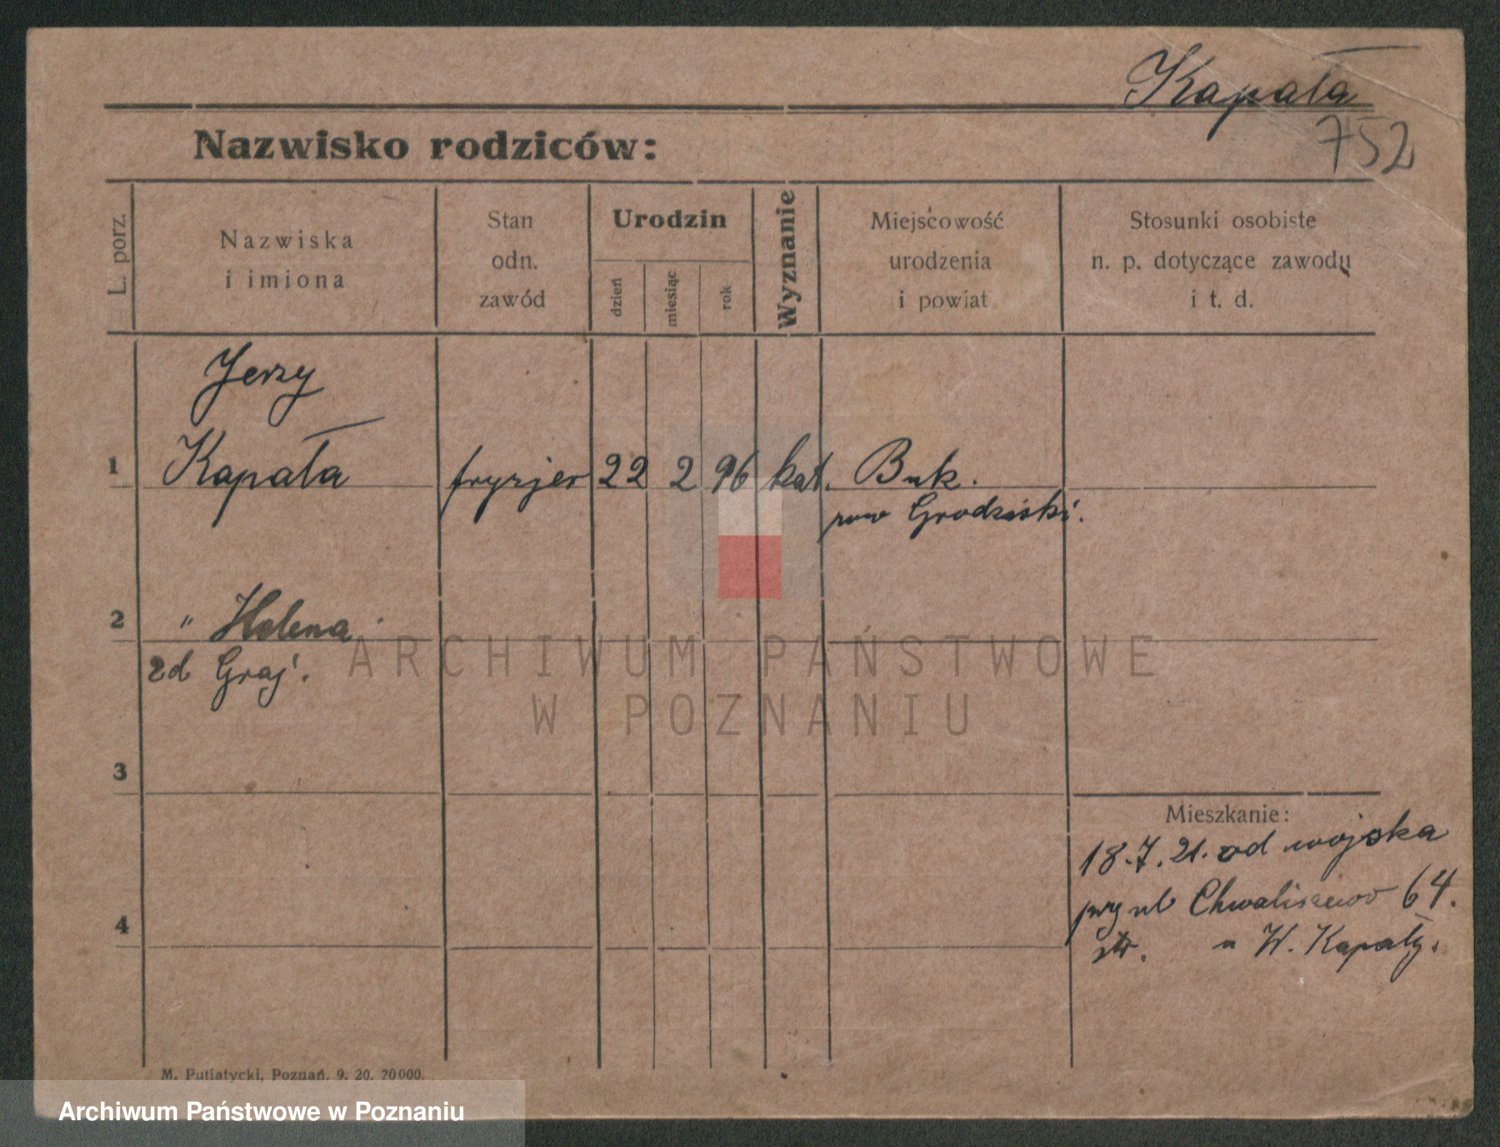 Kapała
752
Nazwisko rodziców:
L. porz.
Nazwiska
i imiona
Stan
odn.
zawód
Urodzin
dzień
miesiąc
rok
Wyznanie
Miejscowość
urodzenia
i powiat
Stosunki osobiste
n. p. dotyczące zawodu
i t. d.
Jerzy
1 Kapała fryzjer 22 2 96 kat. Buk.
pow Grodziski.
2 " Helena
zd Graj.
3
Mieszkanie:
18.7.21. od wojska
Chwaliszewo 64.
4
str. u W. Kapały.
M. Putiatycki, Poznań. 9. 20. 20000.
ARCHIWUM PAŃSTWOWE
W POZNANIU
Archiwum Państwowe w Poznaniu